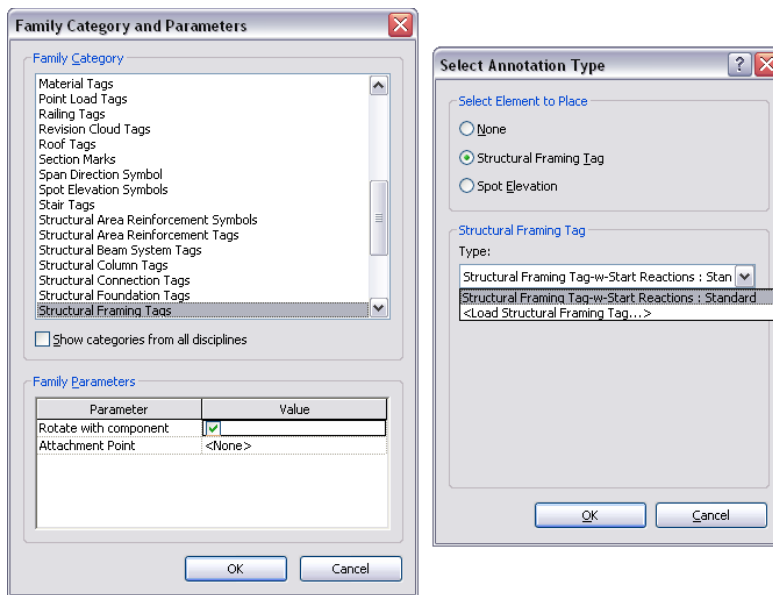 Family Category and Parameters
Family Category
Material Tags
Point Load Tags
Railing Tags
Revision Cloud Tags
Roof Tags
Section Marks
Span Direction Symbol
Spot Elevation Symbols
Stair Tags
Structural Area Reinforcement Symbols
Structural Area Reinforcement Tags
Structural Beam System Tags
Structural Column Tags
Structural Connection Tags
Structural Foundation Tags
Structural Framing Tags
Show categories from all disciplines
Family Parameters
Parameter Value
Rotate with component
Attachment Point <None>
OK Cancel
Select Annotation Type ?
Select Element to Place
None
Structural Framing Tag
Spot Elevation
Structural Framing Tag
Type:
Structural Framing Tag-w-Start Reactions : Stan
Structural Framing Tag-w-Start Reactions : Standard
<Load Structural Framing Tag...>
OK Cancel